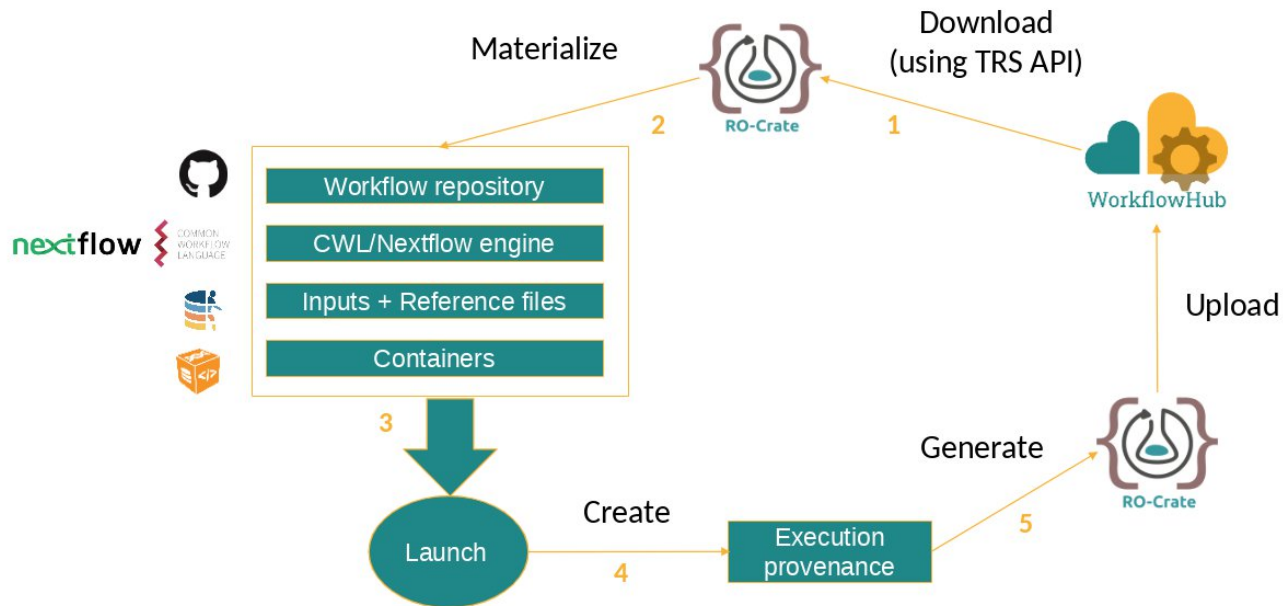 Materialize
Download
(using TRS API)
RO-Crate
2
1
WorkflowHub
Workflow repository
nextflow
COMMON
WORKFLOW
LANGUAGE
CWL/Nextflow engine
Inputs + Reference files
</>
Containers
Upload
3
Generate
RO-Crate
Create
5
Launch
4
Execution
provenance